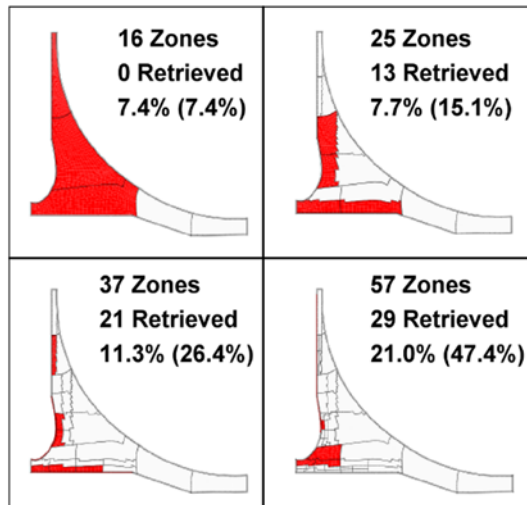 16 Zones
0 Retrieved
7.4% (7.4%)
25 Zones
13 Retrieved
7.7% (15.1%)
37 Zones
21 Retrieved
11.3% (26.4%)
57 Zones
29 Retrieved
21.0% (47.4%)